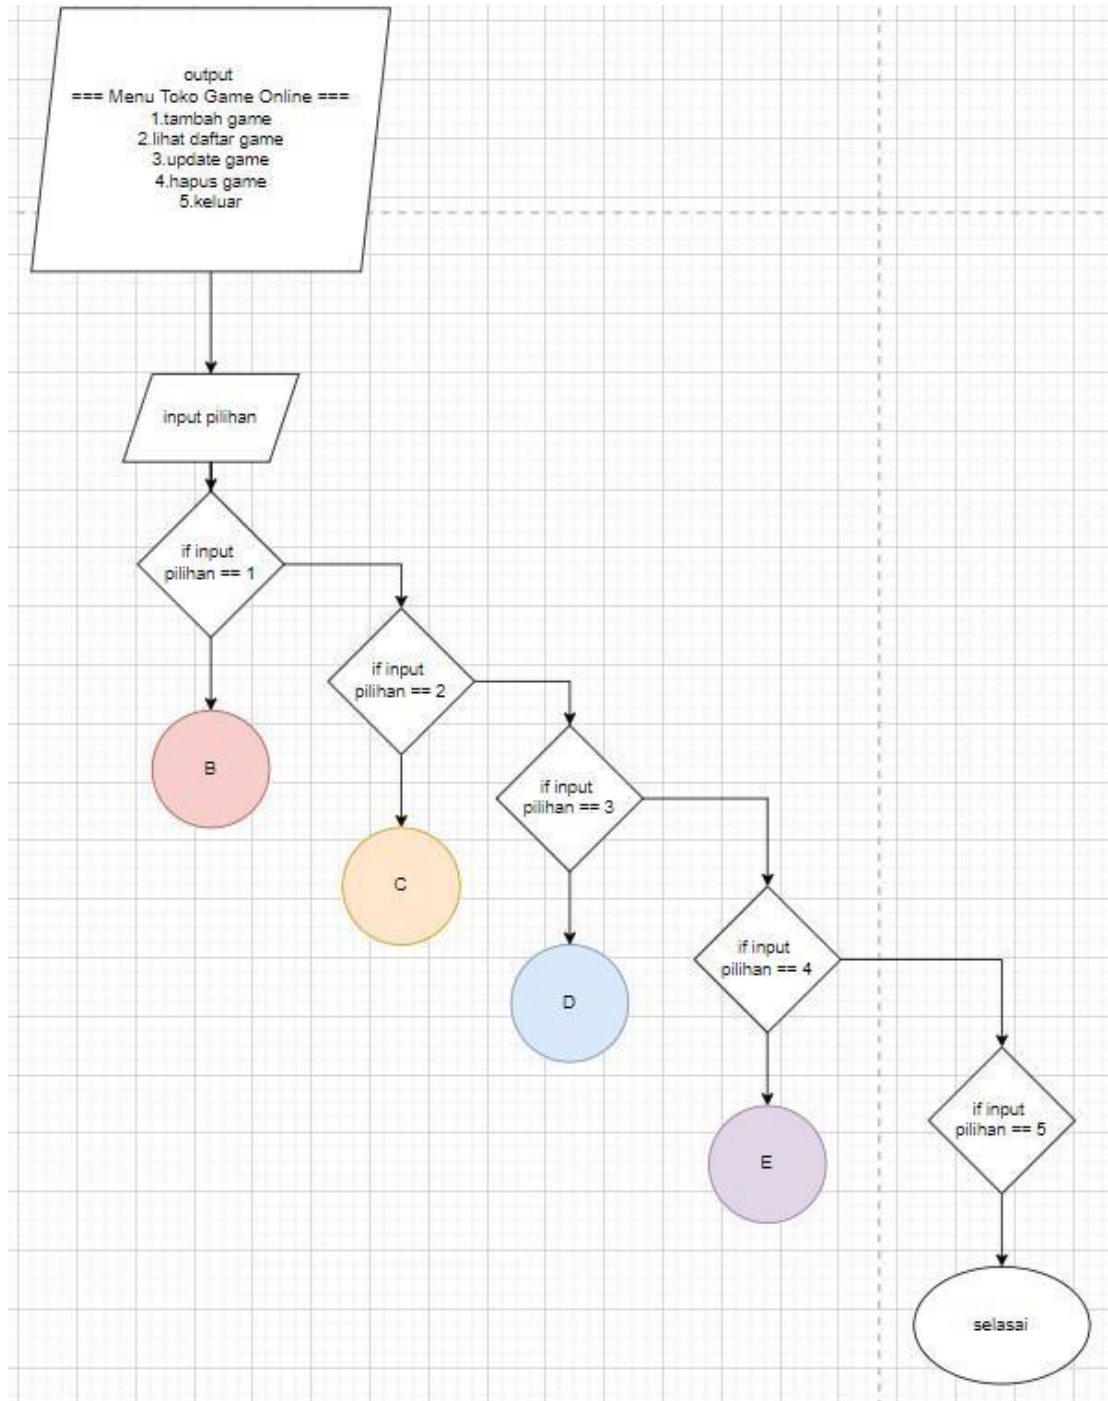 output
=== Menu Toko Game Online ===
1.tambah game
2.lihat daftar game
3.update game
4.hapus game
5.keluar
input pilihan
if input
pilihan == 1
if input
pilihan == 2
B
if input
pilihan == 3
C
if input
pilihan == 4
D
if input
pilihan == 5
E
selasai